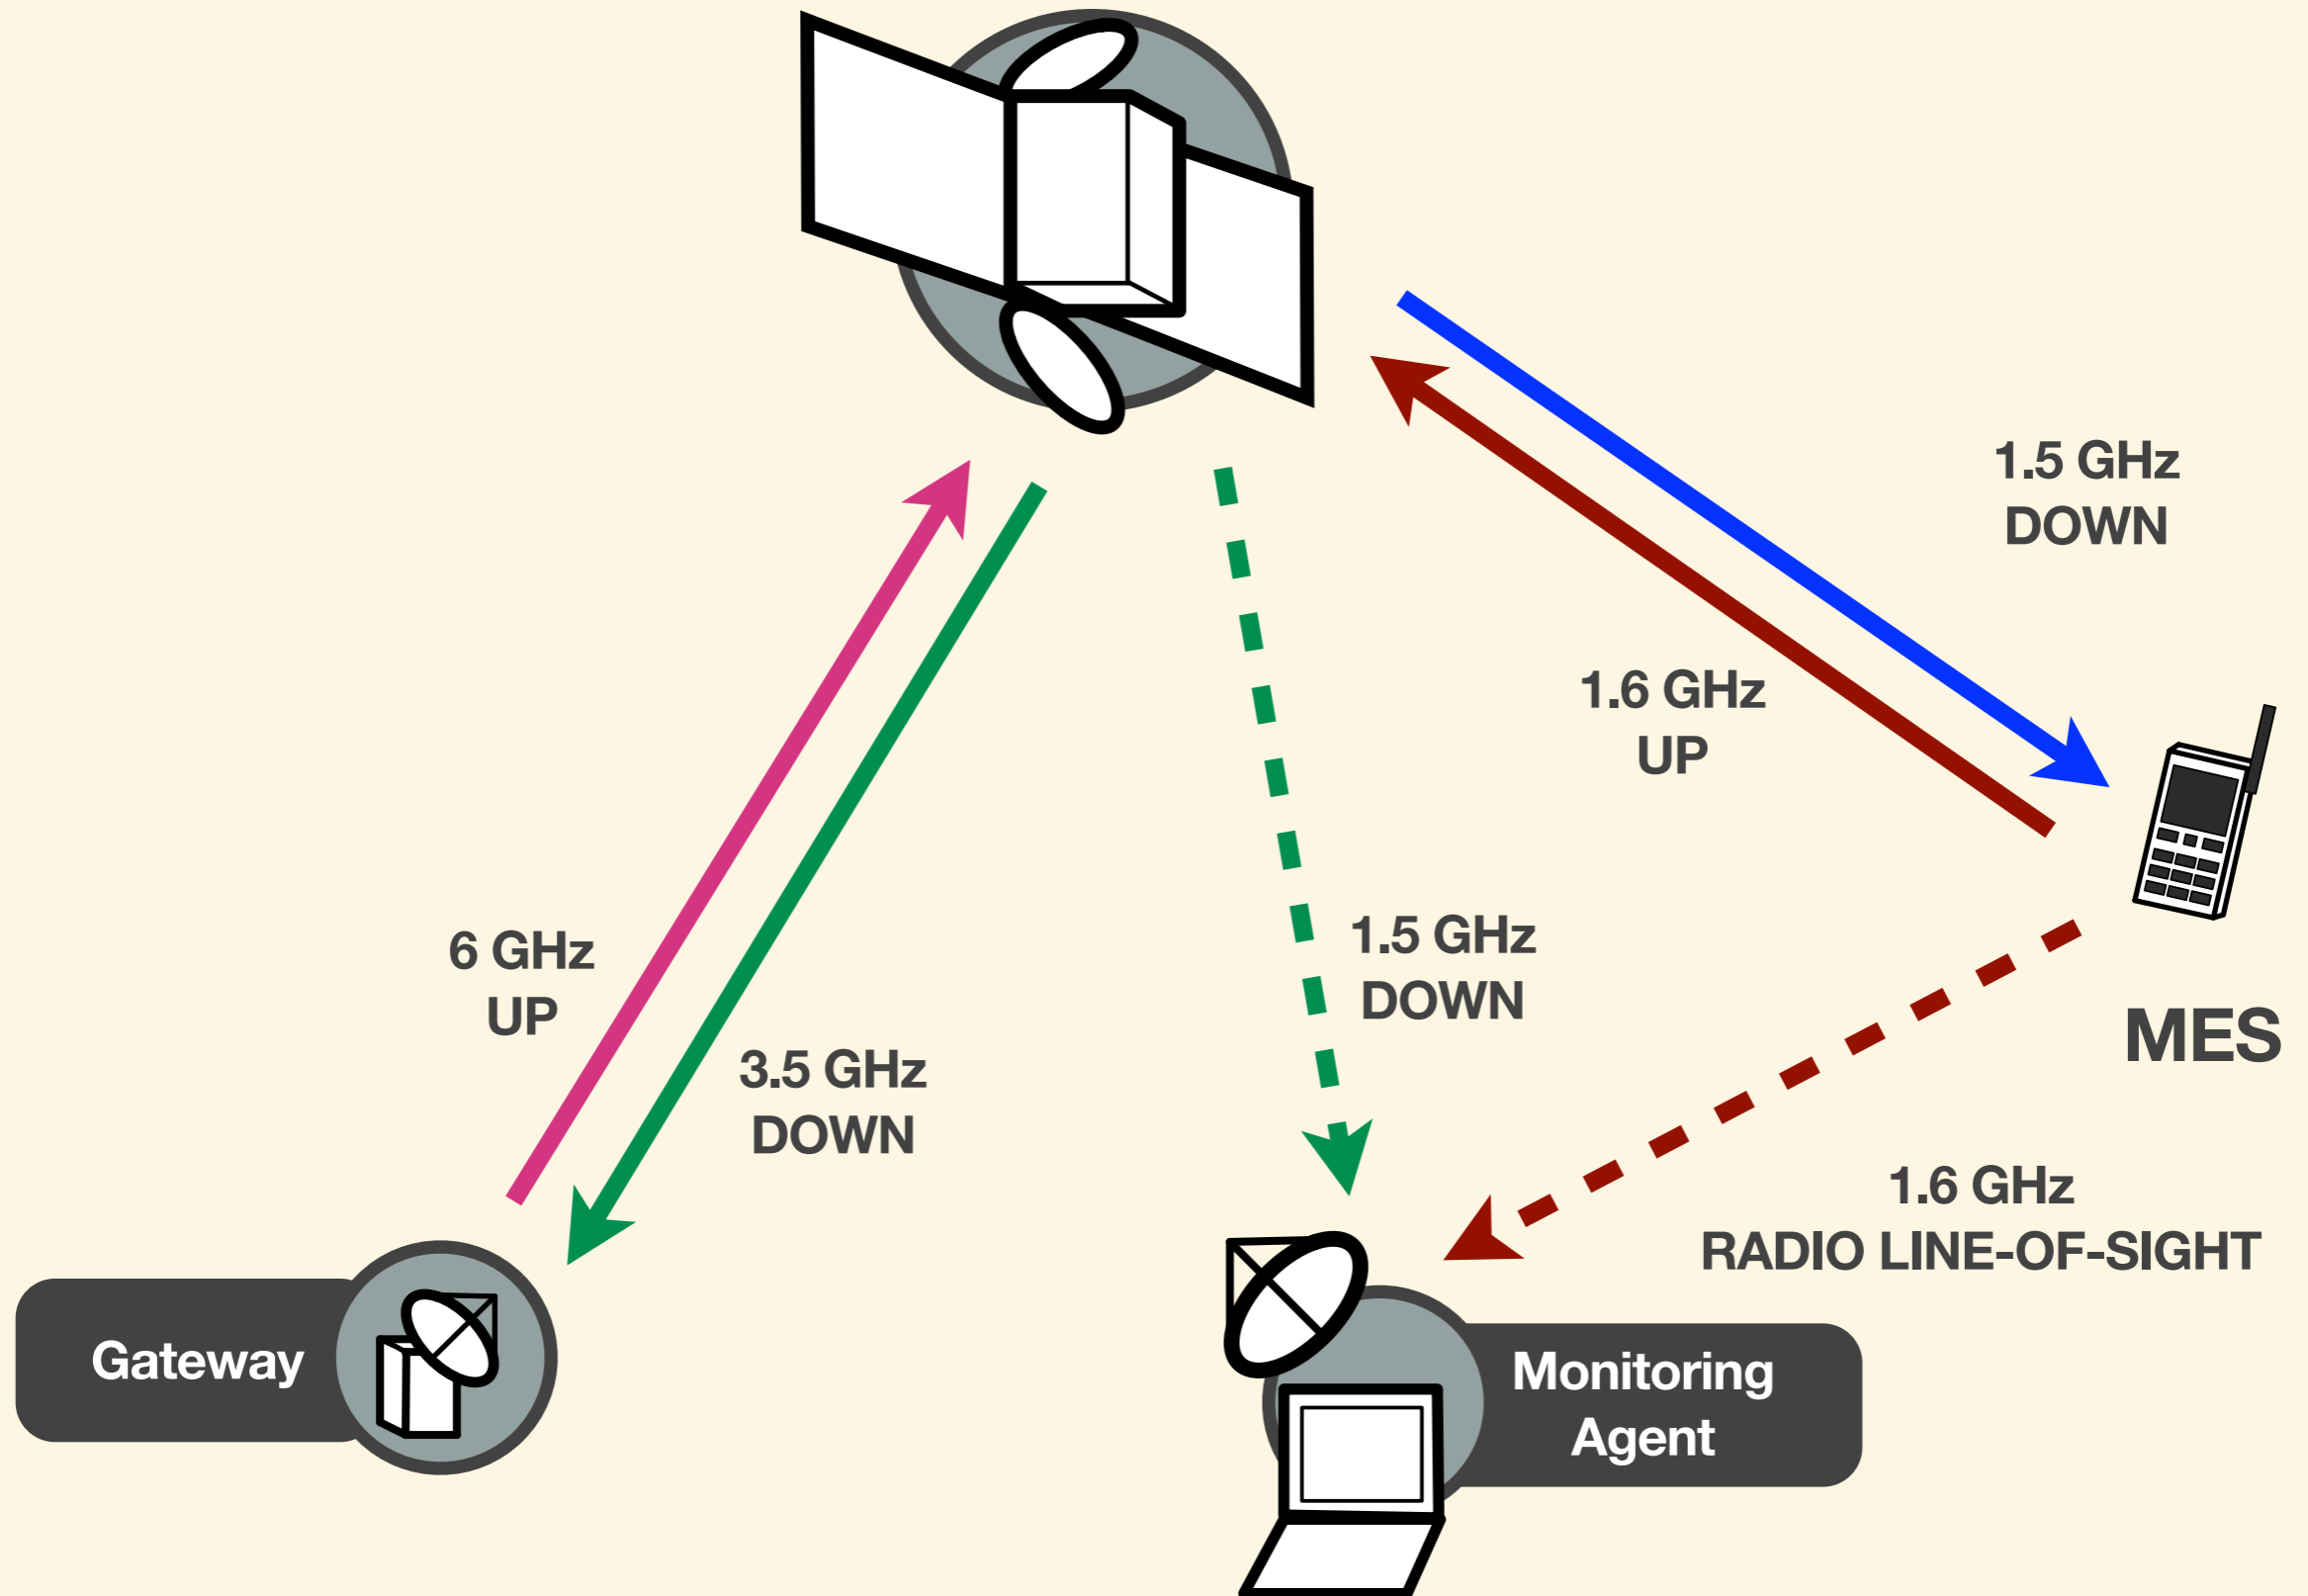 1.5 GHz
DOWN
1.6 GHz
UP
6 GHz
UP
1.5 GHz
DOWN
3.5 GHz
DOWN
MES
1.6 GHz
RADIO LINE-OF-SIGHT
Gateway
Monitoring
Agent